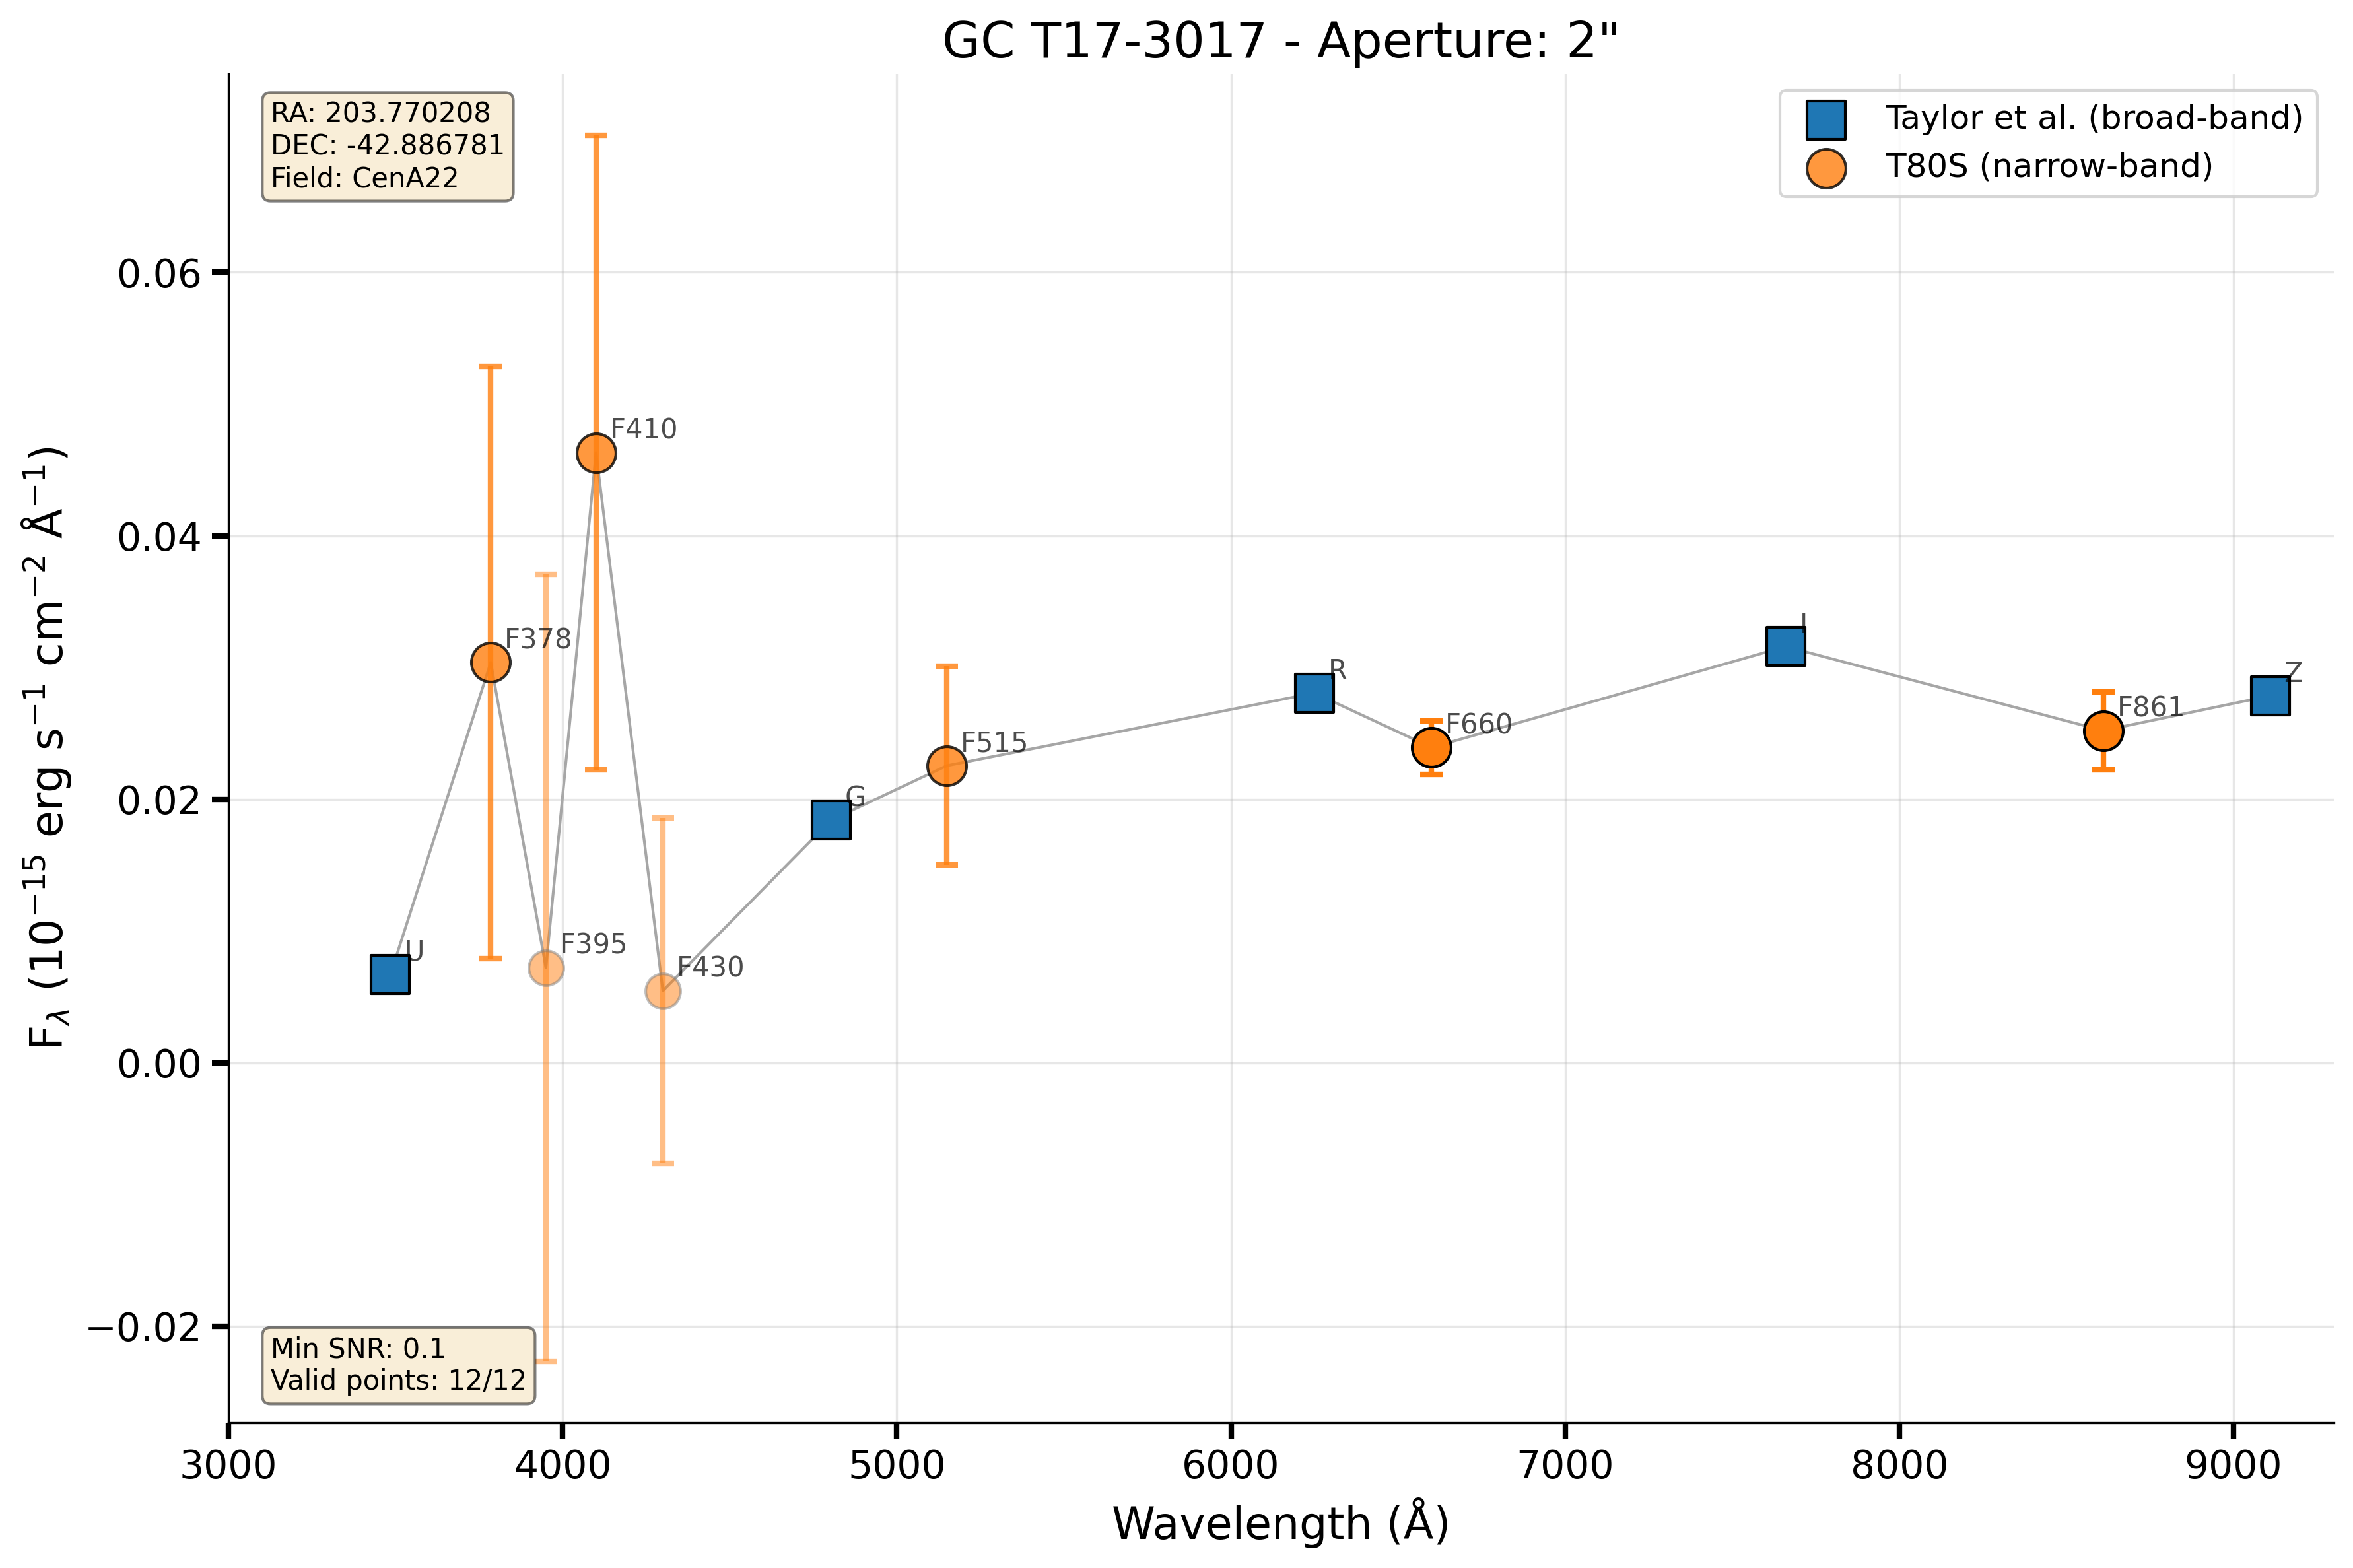 GC T17-3017 - Aperture: 2"
RA: 203.770208
DEC: -42.886781
Field: CenA22
Taylor et al. (broad-band)
T80S (narrow-band)
F410
F378
F395
F430
U
G
F515
R
F660
I
F861
Z
0.06
0.04
0.02
0.00
−0.02
Fλ (10⁻¹⁵ erg s⁻¹ cm⁻² Å⁻¹)
Min SNR: 0.1
Valid points: 12/12
3000 4000 5000 6000 7000 8000 9000
Wavelength (Å)